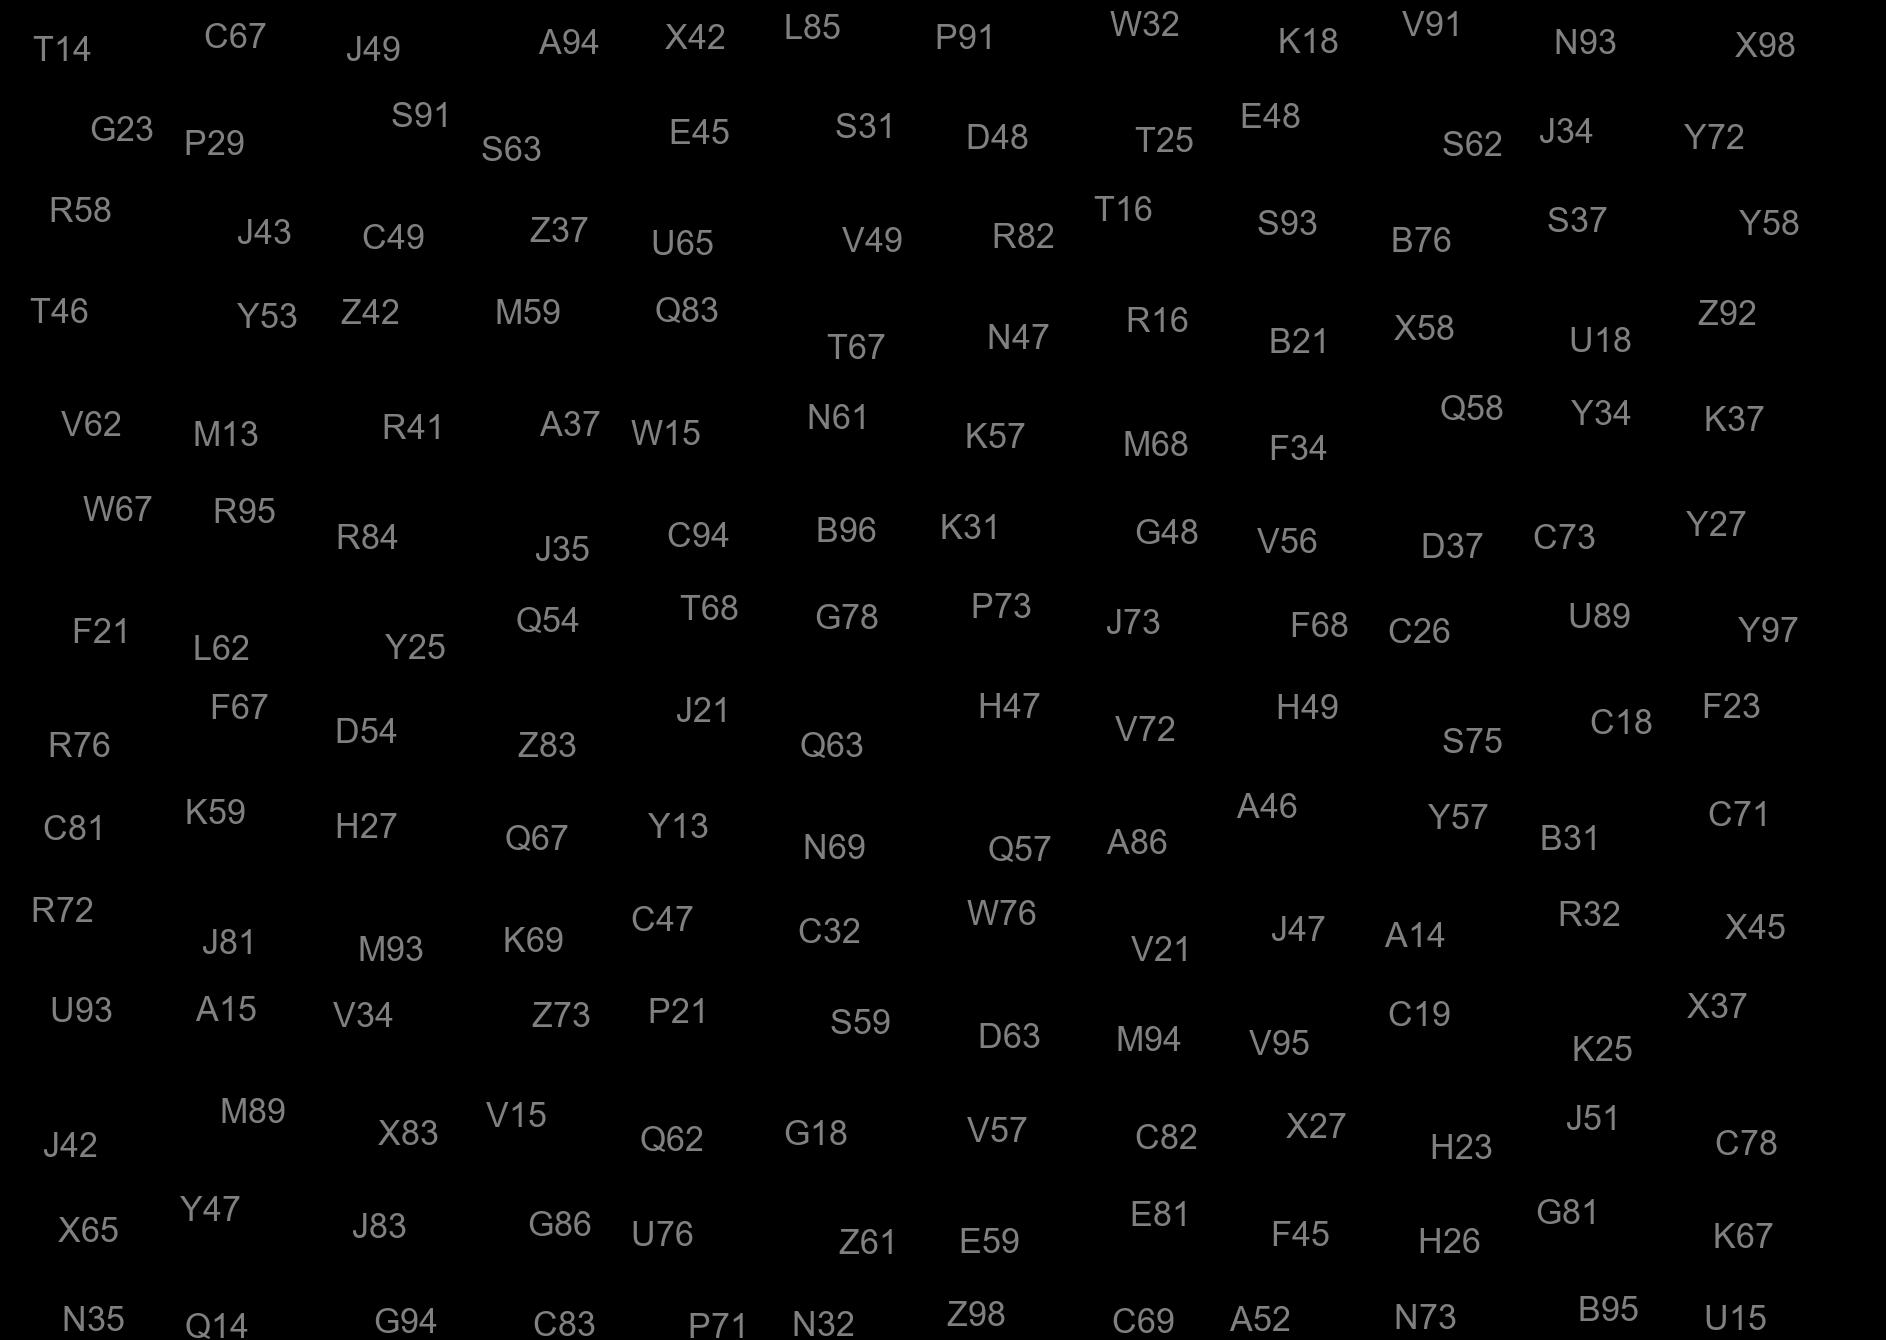 T14 C67 J49 A94 X42 L85 P91 W32 K18 V91 N93 X98
G23 P29 S91 S63 E45 S31 D48 T25 E48 S62 J34 Y72
R58 J43 C49 Z37 U65 V49 R82 T16 S93 B76 S37 Y58
T46 Y53 Z42 M59 Q83 T67 N47 R16 B21 X58 U18 Z92
V62 M13 R41 A37 W15 N61 K57 M68 F34 Q58 Y34 K37
W67 R95 R84 J35 C94 B96 K31 G48 V56 D37 C73 Y27
F21 L62 Y25 Q54 T68 G78 P73 J73 F68 C26 U89 Y97
R76 F67 D54 Z83 J21 Q63 H47 V72 H49 S75 C18 F23
C81 K59 H27 Q67 Y13 N69 Q57 A86 A46 Y57 B31 C71
R72 J81 M93 K69 C47 C32 W76 V21 J47 A14 R32 X45
U93 A15 V34 Z73 P21 S59 D63 M94 V95 C19 K25 X37
J42 M89 X83 V15 Q62 G18 V57 C82 X27 H23 J51 C78
X65 Y47 J83 G86 U76 Z61 E59 E81 F45 H26 G81 K67
N35 Q14 G94 C83 P71 N32 Z98 C69 A52 N73 B95 U15